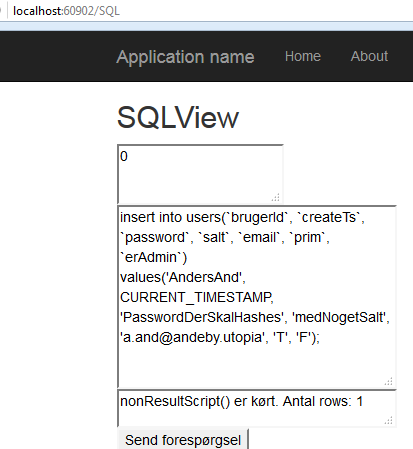 localhost:60902/SQL
Application name Home About
SQLView
0
insert into users(`brugerId`, `createTs`,
`password`, `salt`, `email`, `prim`,
`erAdmin`)
values('AndersAnd',
CURRENT_TIMESTAMP,
'PasswordDerSkalHashes', 'medNogetSalt',
'a.and@andeby.utopia', 'T', 'F');
nonResultScript() er kørt. Antal rows: 1
Send forespørgsel